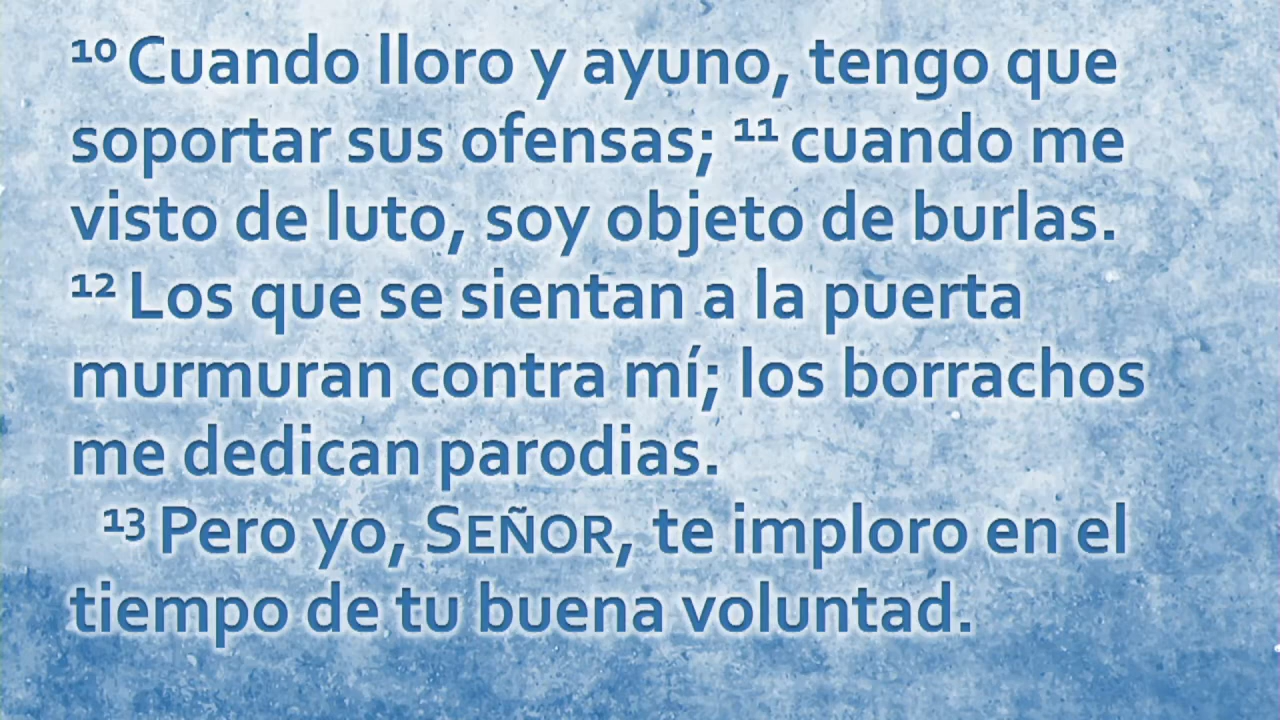 10 Cuando lloro y ayuno, tengo que
soportar sus ofensas; 11 cuando me
visto de luto, soy objeto de burlas.
12 Los que se sientan a la puerta
murmuran contra mí; los borrachos
me dedican parodias.
13 Pero yo, SEÑOR, te imploro en el
tiempo de tu buena voluntad.